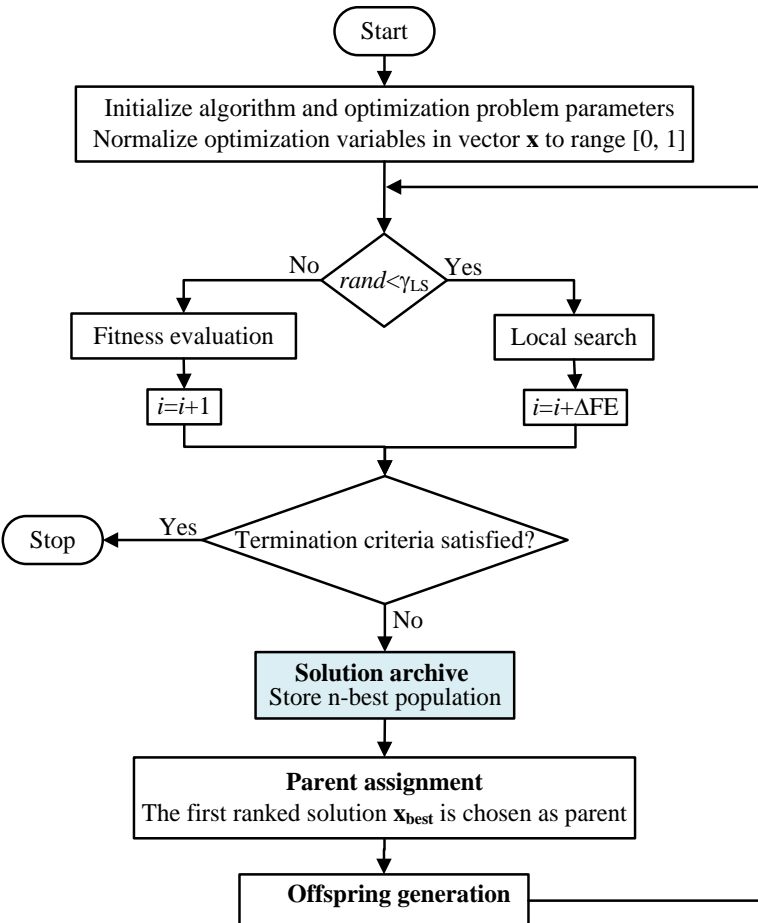 Start
Initialize algorithm and optimization problem parameters
Normalize optimization variables in vector x to range [0, 1]
No
rand<γLS
Yes
Fitness evaluation
Local search
i=i+1
i=i+ΔFE
Stop
Yes
Termination criteria satisfied?
No
Solution archive
Store n-best population
Parent assignment
The first ranked solution xbest is chosen as parent
Offspring generation